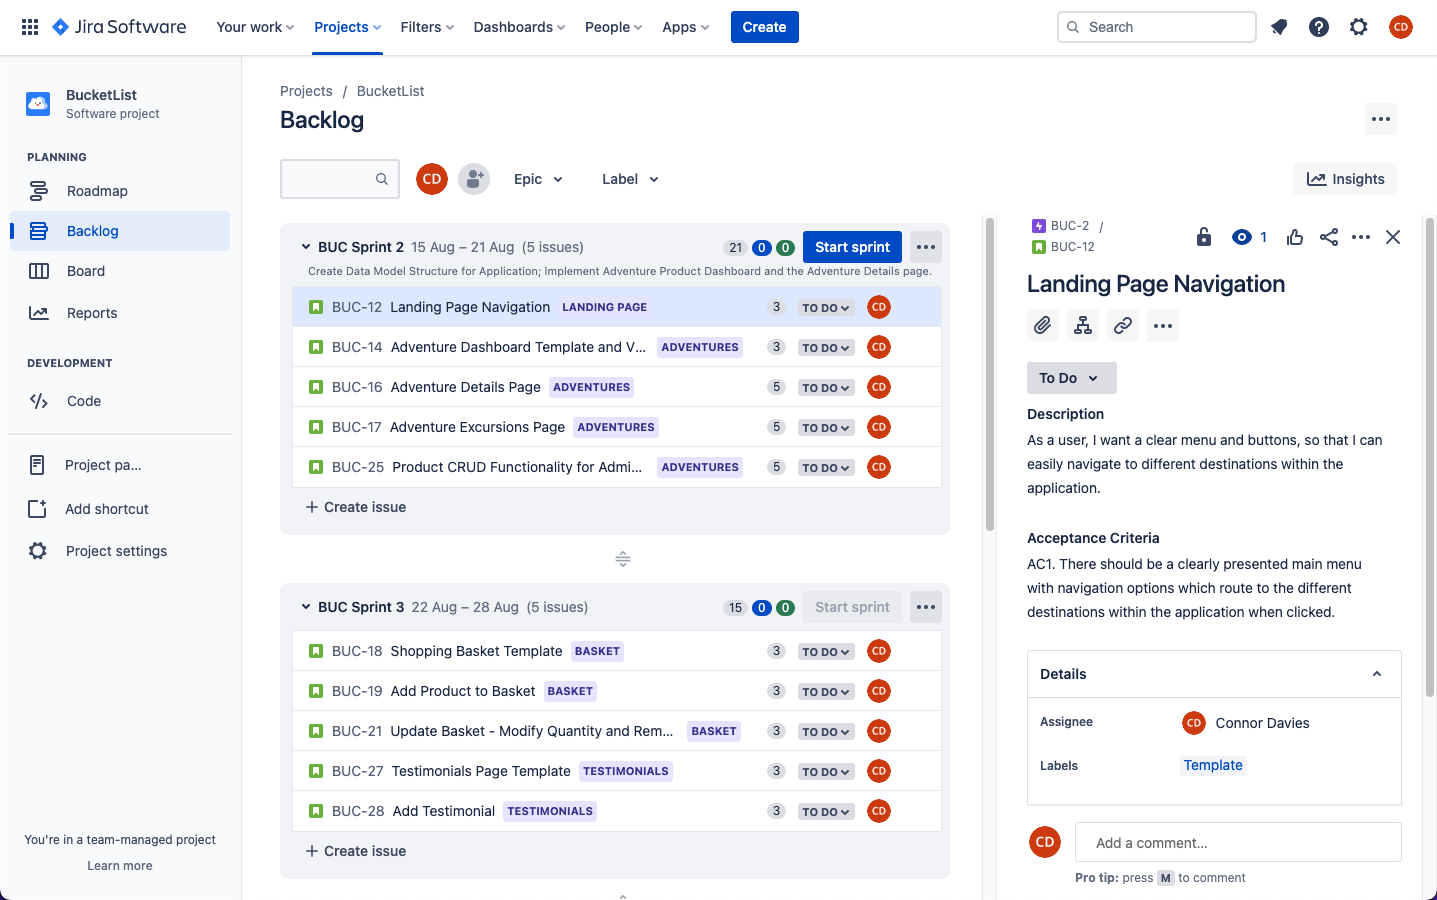 Jira Software Your work Projects Filters Dashboards People Apps Create Search CD
BucketList
Software project
PLANNING
Roadmap
Backlog
Board
Reports
DEVELOPMENT
Code
Project pa...
Add shortcut
Project settings
You're in a team-managed project
Learn more
Projects / BucketList
Backlog
CD Epic Label Insights
BUC Sprint 2 15 Aug – 21 Aug (5 issues) 21 0 0 Start sprint
Create Data Model Structure for Application; Implement Adventure Product Dashboard and the Adventure Details page.
BUC-12 Landing Page Navigation LANDING PAGE 3 TO DO CD
BUC-14 Adventure Dashboard Template and V... ADVENTURES 3 TO DO CD
BUC-16 Adventure Details Page ADVENTURES 5 TO DO CD
BUC-17 Adventure Excursions Page ADVENTURES 5 TO DO CD
BUC-25 Product CRUD Functionality for Admi... ADVENTURES 5 TO DO CD
Create issue
BUC Sprint 3 22 Aug – 28 Aug (5 issues) 15 0 0 Start sprint
BUC-18 Shopping Basket Template BASKET 3 TO DO CD
BUC-19 Add Product to Basket BASKET 3 TO DO CD
BUC-21 Update Basket - Modify Quantity and Rem... BASKET 3 TO DO CD
BUC-27 Testimonials Page Template TESTIMONIALS 3 TO DO CD
BUC-28 Add Testimonial TESTIMONIALS 3 TO DO CD
Create issue
BUC-2 /
BUC-12
1
Landing Page Navigation
To Do
Description
As a user, I want a clear menu and buttons, so that I can
easily navigate to different destinations within the
application.
Acceptance Criteria
AC1. There should be a clearly presented main menu
with navigation options which route to the different
destinations within the application when clicked.
Details
Assignee CD Connor Davies
Labels Template
CD Add a comment...
Pro tip: press M to comment